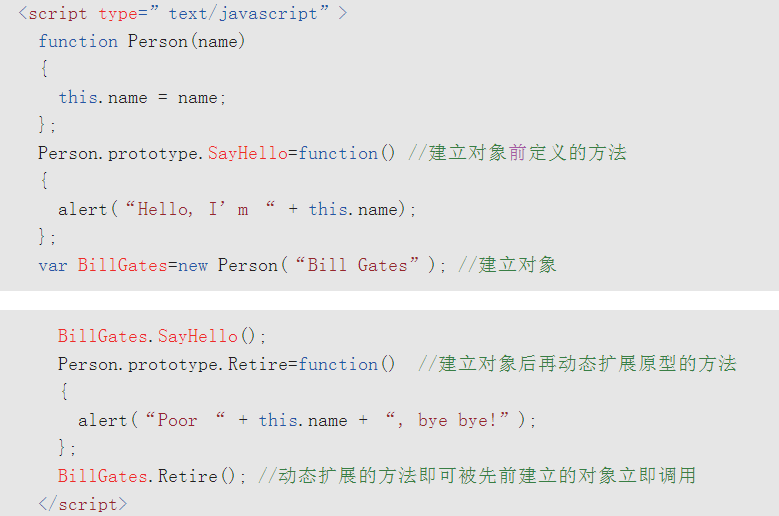 <script type=” text/javascript” >
function Person(name)
{
this.name = name;
};
Person.prototype.SayHello=function() //建立对象前定义的方法
{
alert(“Hello, I’m “ + this.name);
};
var BillGates=new Person(“Bill Gates”); //建立对象
BillGates.SayHello();
Person.prototype.Retire=function() //建立对象后再动态扩展原型的方法
{
alert(“Poor “ + this.name + “, bye bye!”);
};
BillGates.Retire(); //动态扩展的方法即可被先前建立的对象立即调用
</script>